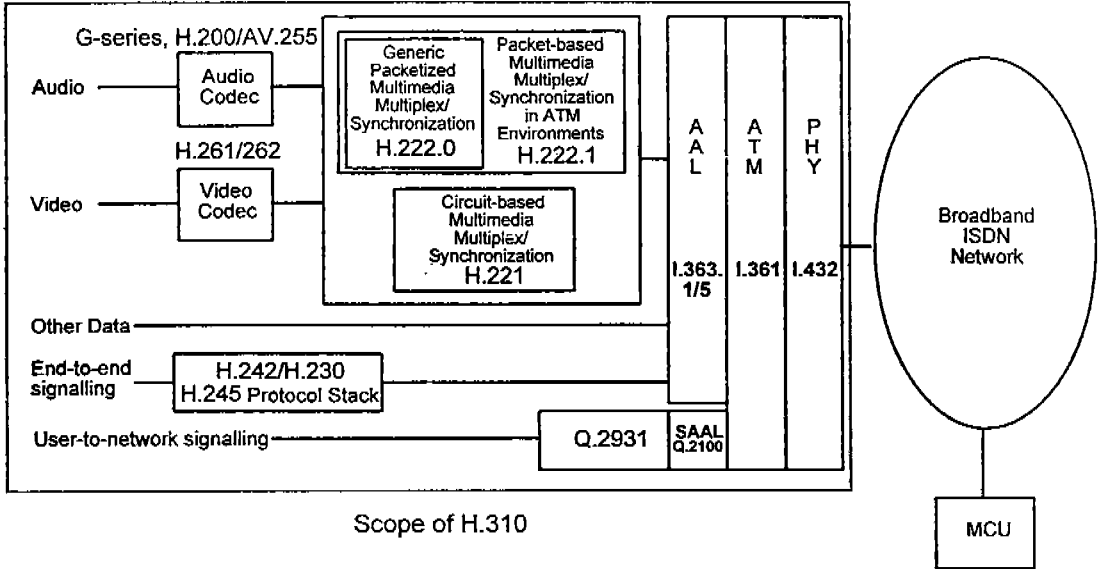 G-series, H.200/AV.255
Audio
Audio
Codec
Generic
Packetized
Multimedia
Multiplex/
Synchronization
H.222.0
Packet-based
Multimedia
Multiplex/
Synchronization
in ATM
Environments
H.222.1
H.261/262
Video
Video
Codec
Circuit-based
Multimedia
Multiplex/
Synchronization
H.221
AAL
I.363.
1/5
ATM
I.361
PHY
I.432
Broadband
ISDN
Network
Other Data
End-to-end
signalling
H.242/H.230
H.245 Protocol Stack
User-to-network signalling
Q.2931
SAAL
Q.2100
Scope of H.310
MCU